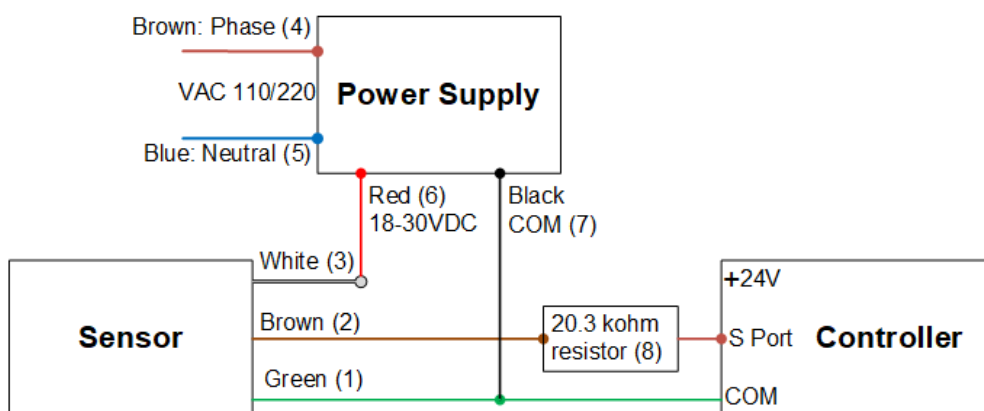 Brown: Phase (4)
VAC 110/220
Power Supply
Blue: Neutral (5)
Red (6)
18-30VDC
Black
COM (7)
White (3)
+24V
Sensor
Brown (2)
20.3 kohm
resistor (8)
S Port
Controller
Green (1)
COM